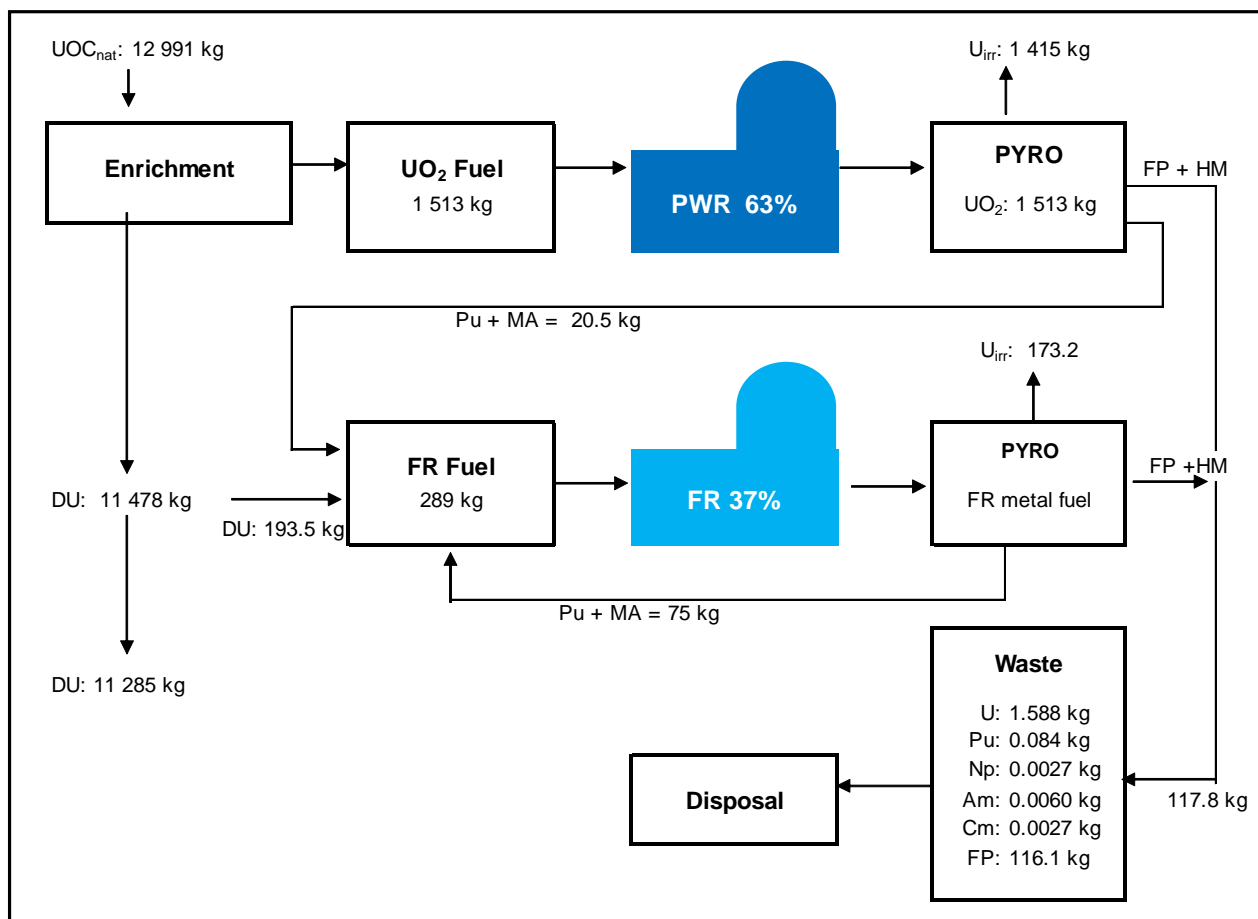 UOCnat: 12 991 kg
Uirr: 1 415 kg
Enrichment
UO2 Fuel
1 513 kg
PWR 63%
PYRO
UO2: 1 513 kg
FP + HM
Pu + MA = 20.5 kg
Uirr: 173.2
DU: 11 478 kg
DU: 193.5 kg
FR Fuel
289 kg
FR 37%
PYRO
FR metal fuel
FP +HM
Pu + MA = 75 kg
DU: 11 285 kg
Waste
U: 1.588 kg
Pu: 0.084 kg
Np: 0.0027 kg
Am: 0.0060 kg
Cm: 0.0027 kg
FP: 116.1 kg
Disposal
117.8 kg